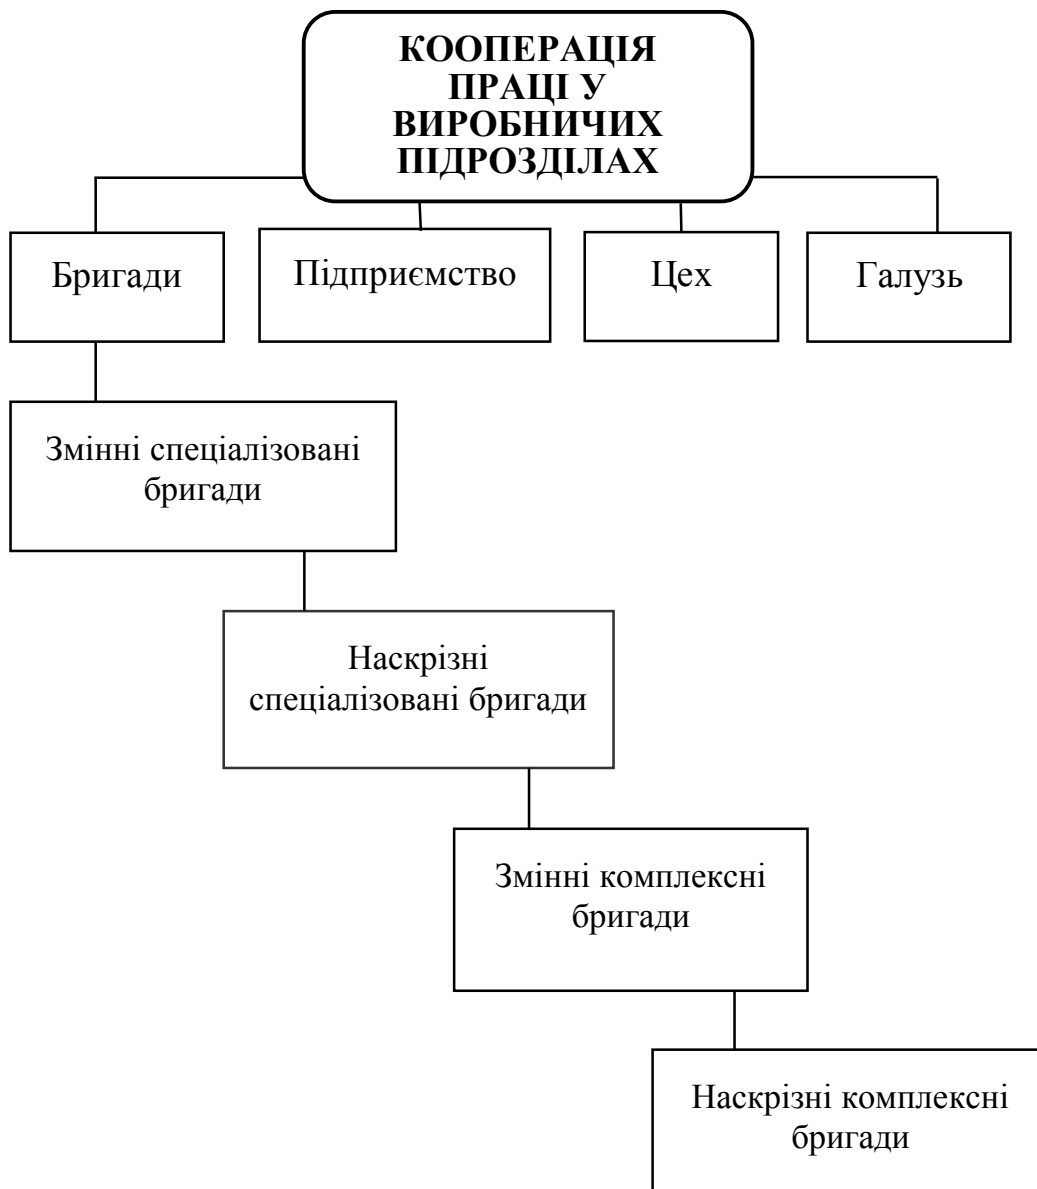 КООПЕРАЦІЯ
ПРАЦІ У
ВИРОБНИЧИХ
ПІДРОЗДІЛАХ
Бригади
Підприємство
Цех
Галузь
Змінні спеціалізовані
бригади
Наскрізні
спеціалізовані бригади
Змінні комплексні
бригади
Наскрізні комплексні
бригади